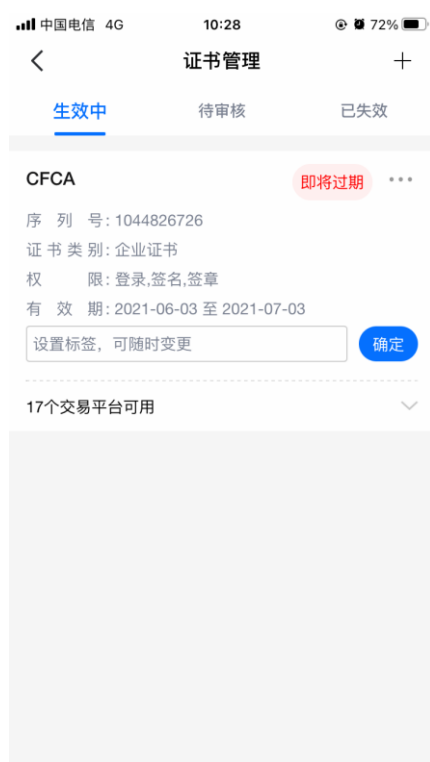 中国电信 4G 10:28 72%
证书管理
生效中 待审核 已失效
CFCA 即将过期
序列号: 1044826726
证书类别: 企业证书
权限: 登录,签名,签章
有效期: 2021-06-03 至 2021-07-03
设置标签，可随时变更 确定
17个交易平台可用